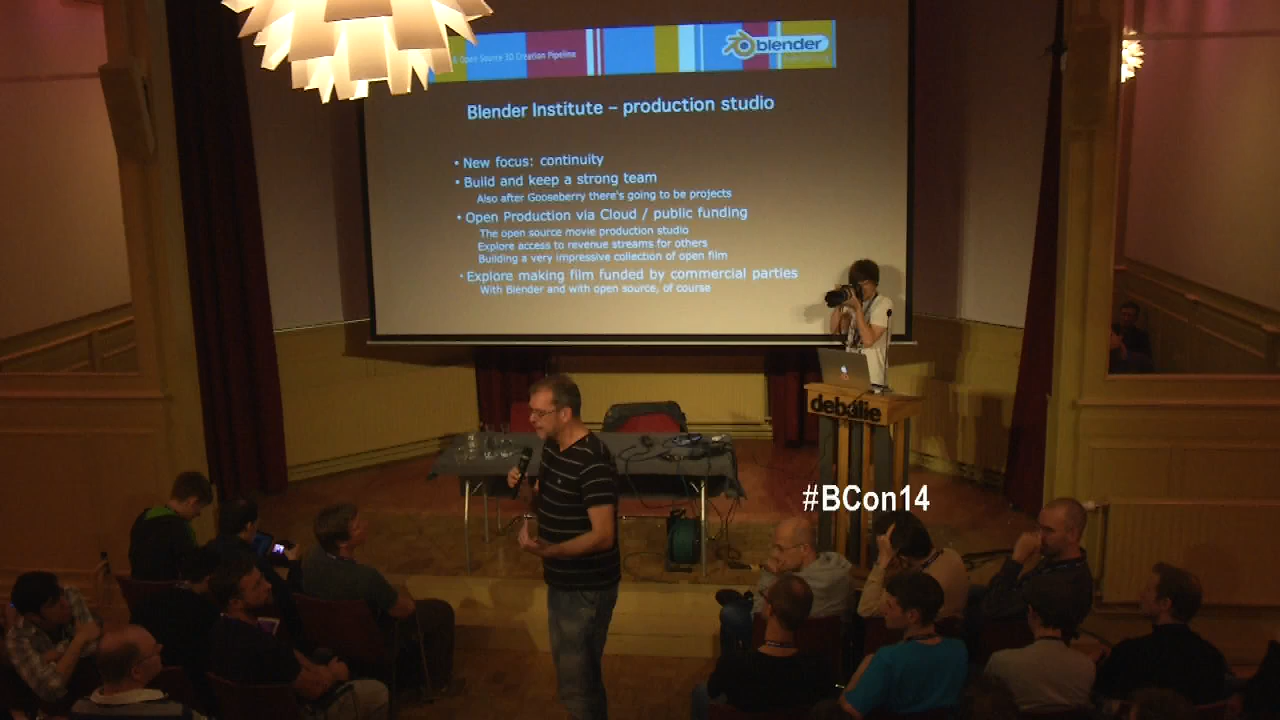 & Open Source 3D Creation Pipeline
blender
Blender Institute – production studio
• New focus: continuity
• Build and keep a strong team
Also after Gooseberry there's going to be projects
• Open Production via Cloud / public funding
The open source movie production studio
Explore access to revenue streams for others
Building a very impressive collection of open film
• Explore making film funded by commercial parties
With Blender and with open source, of course
debalie
#BCon14